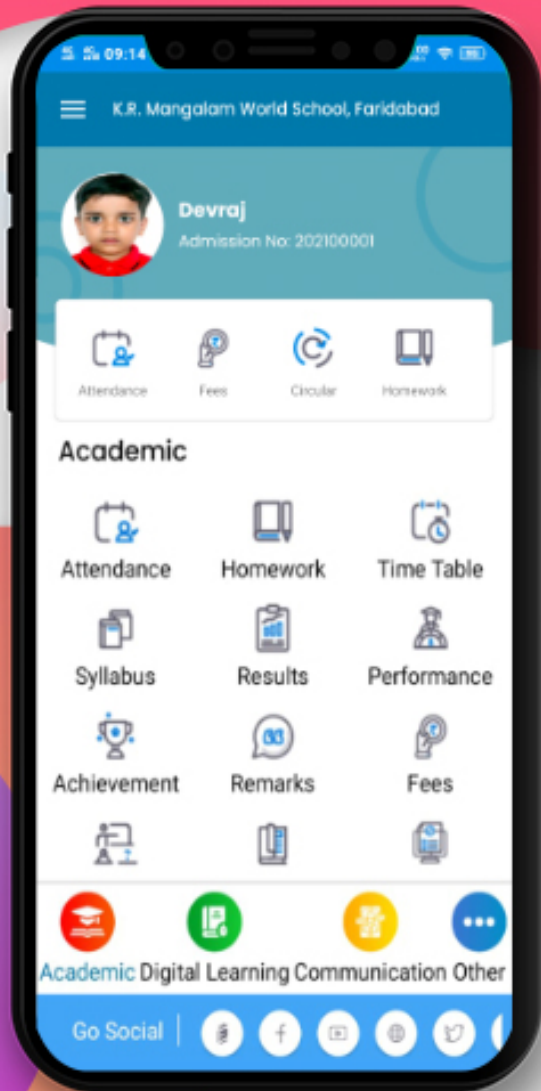 09:14
K.R. Mangalam World School, Faridabad
Devraj
Admission No: 202100001
Attendance Fees Circular Homework
Academic
Attendance Homework Time Table
Syllabus Results Performance
Achievement Remarks Fees
Academic Digital Learning Communication Other
Go Social